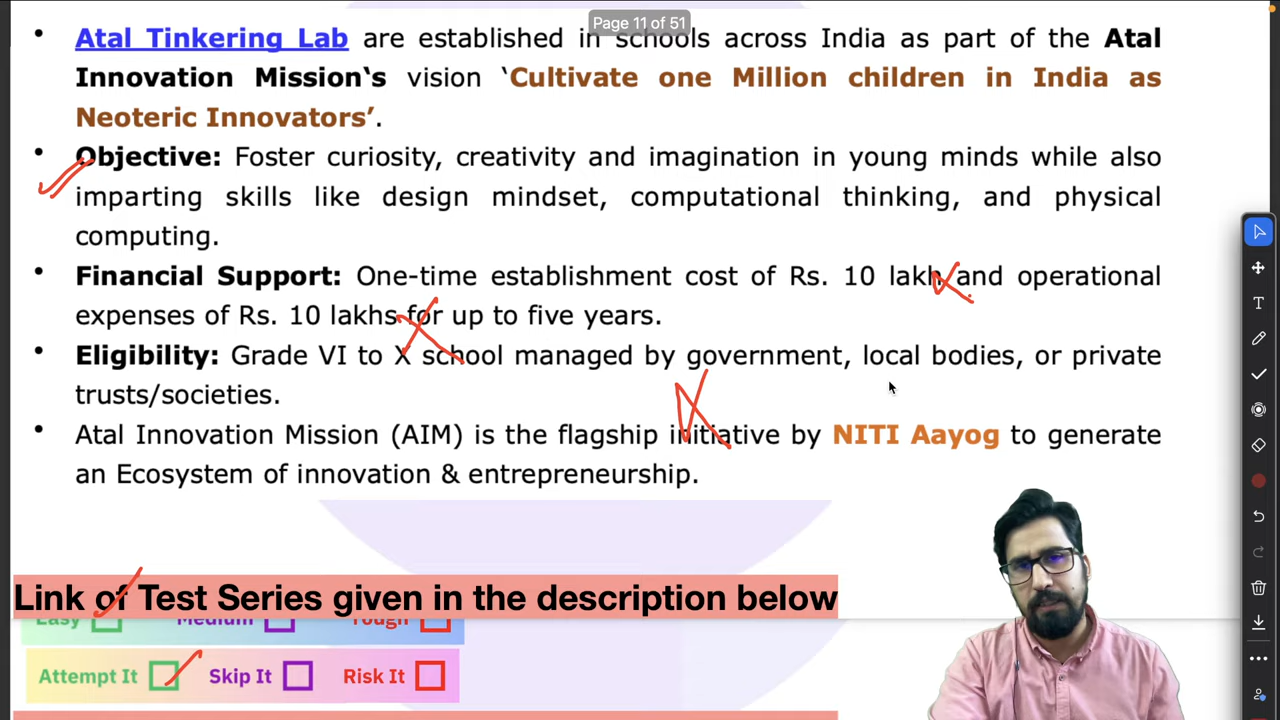 Page 11 of 51
• Atal Tinkering Lab are established in schools across India as part of the Atal
Innovation Mission‛s vision ‛Cultivate one Million children in India as
Neoteric Innovators’.
• Objective: Foster curiosity, creativity and imagination in young minds while also
imparting skills like design mindset, computational thinking, and physical
computing.
• Financial Support: One-time establishment cost of Rs. 10 lakh and operational
expenses of Rs. 10 lakhs for up to five years.
• Eligibility: Grade VI to X school managed by government, local bodies, or private
trusts/societies.
• Atal Innovation Mission (AIM) is the flagship initiative by NITI Aayog to generate
an Ecosystem of innovation & entrepreneurship.
Link of Test Series given in the description below
Easy Medium Tough
Attempt It Skip It Risk It